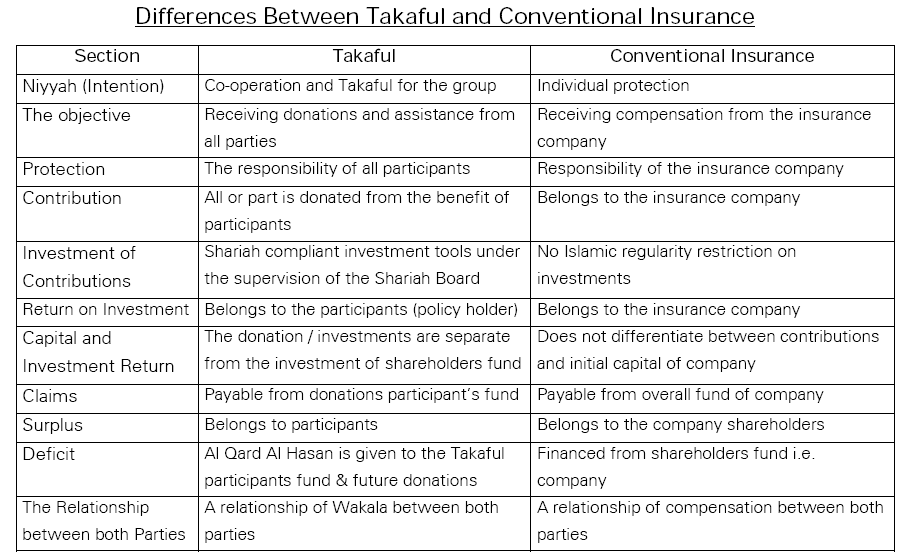 Differences Between Takaful and Conventional Insurance
Section Takaful Conventional Insurance
Niyyah (Intention) Co-operation and Takaful for the group Individual protection
The objective Receiving donations and assistance from Receiving compensation from the insurance
all parties company
Protection The responsibility of all participants Responsibility of the insurance company
Contribution All or part is donated from the benefit of Belongs to the insurance company
participants
Investment of Shariah compliant investment tools under No Islamic regularity restriction on
Contributions the supervision of the Shariah Board investments
Return on Investment Belongs to the participants (policy holder) Belongs to the insurance company
Capital and The donation / investments are separate Does not differentiate between contributions
Investment Return from the investment of shareholders fund and initial capital of company
Claims Payable from donations participant's fund Payable from overall fund of company
Surplus Belongs to participants Belongs to the company shareholders
Deficit Al Qard Al Hasan is given to the Takaful Financed from shareholders fund i.e.
participants fund & future donations company
The Relationship A relationship of Wakala between both A relationship of compensation between both
between both Parties parties parties